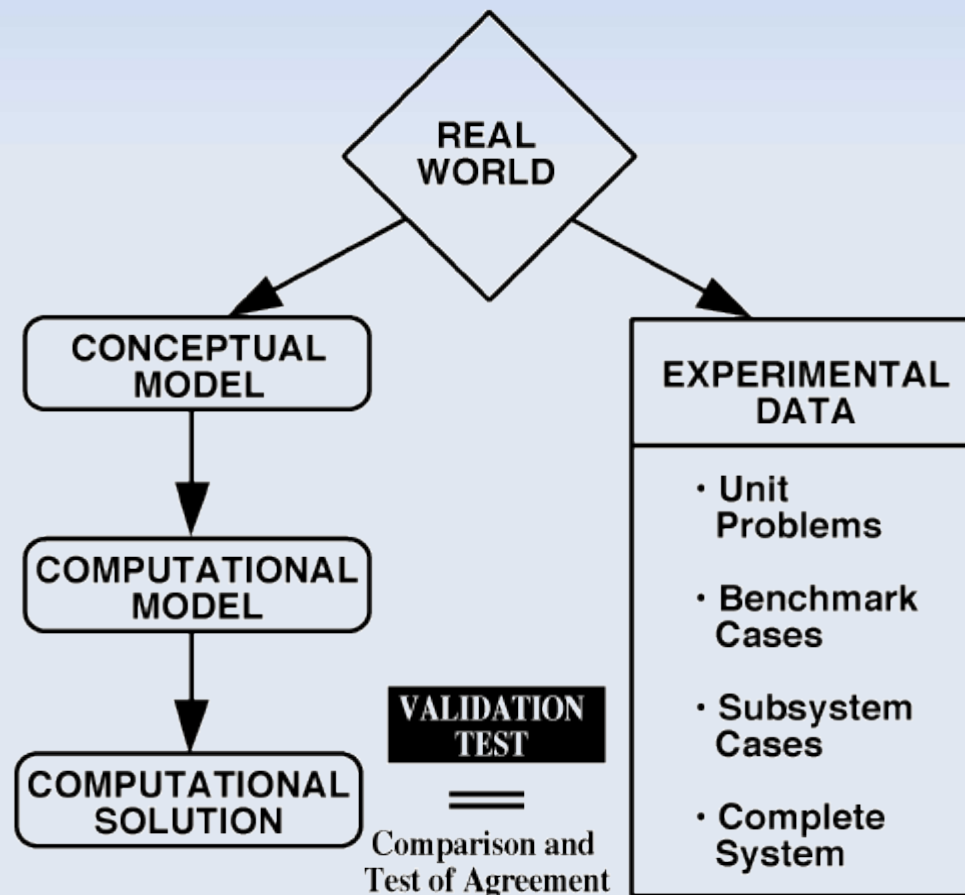 REAL
WORLD
CONCEPTUAL
MODEL
COMPUTATIONAL
MODEL
COMPUTATIONAL
SOLUTION
VALIDATION
TEST
Comparison and
Test of Agreement
EXPERIMENTAL
DATA
· Unit
Problems
· Benchmark
Cases
· Subsystem
Cases
· Complete
System